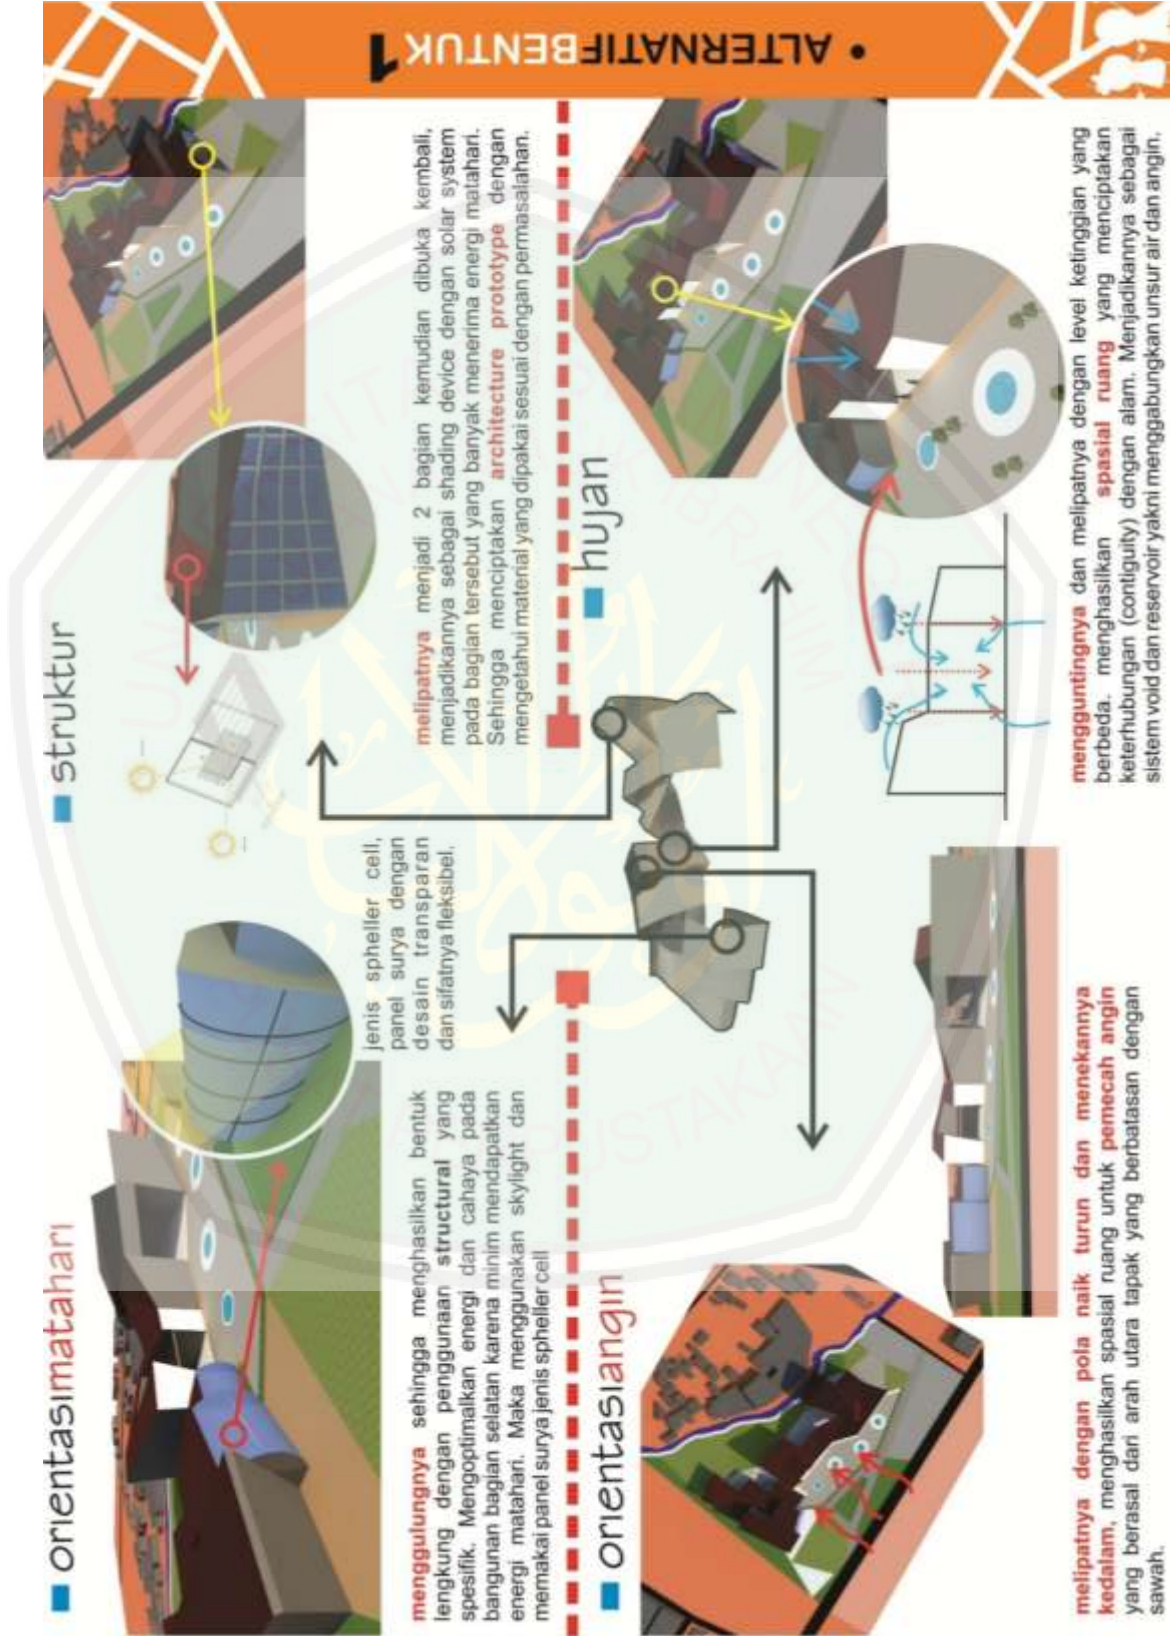 • ALTERNATIFBENTUK 1
orientasimatahari
jenis spheller cell,
panel surya dengan
desain transparan
dan sifatnya fleksibel.
menggulungnya sehingga menghasilkan bentuk
lengkung dengan penggunaan structural yang
spesifik. Mengoptimalkan energi dan cahaya pada
bangunan bagian selatan karena minim mendapatkan
energi matahari. Maka menggunakan skylight dan
memakai panel surya jenis spheller cell
struktur
melipatnya menjadi 2 bagian kemudian dibuka kembali,
menjadikannya sebagai shading device dengan solar system
pada bagian tersebut yang banyak menerima energi matahari.
Sehingga menciptakan architecture prototype dengan
mengetahui material yang dipakai sesuai dengan permasalahan.
orientasiangin
melipatnya dengan pola naik turun dan menekannya
kedalam, menghasilkan spasial ruang untuk pemecah angin
yang berasal dari arah utara tapak yang berbatasan dengan
sawah.
hujan
mengguntingnya dan melipatnya dengan level ketinggian yang
berbeda. menghasilkan spasial ruang yang menciptakan
keterhubungan (contiguity) dengan alam. Menjadikannya sebagai
sistem void dan reservoir yakni menggabungkan unsur air dan angin.
PUSTAKAAN